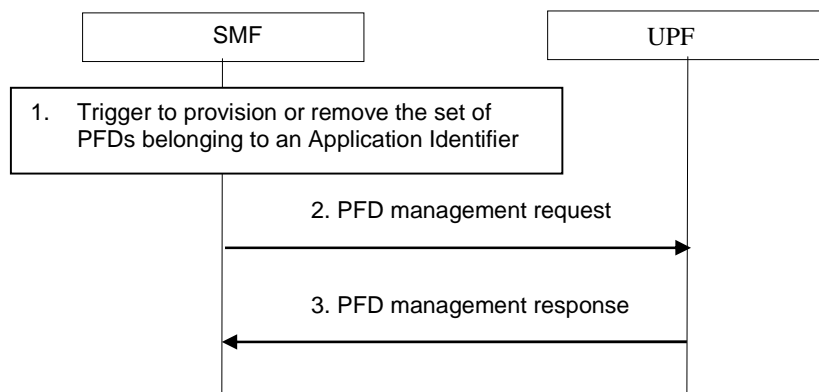 SMF
UPF
1. Trigger to provision or remove the set of
PFDs belonging to an Application Identifier
2. PFD management request
3. PFD management response